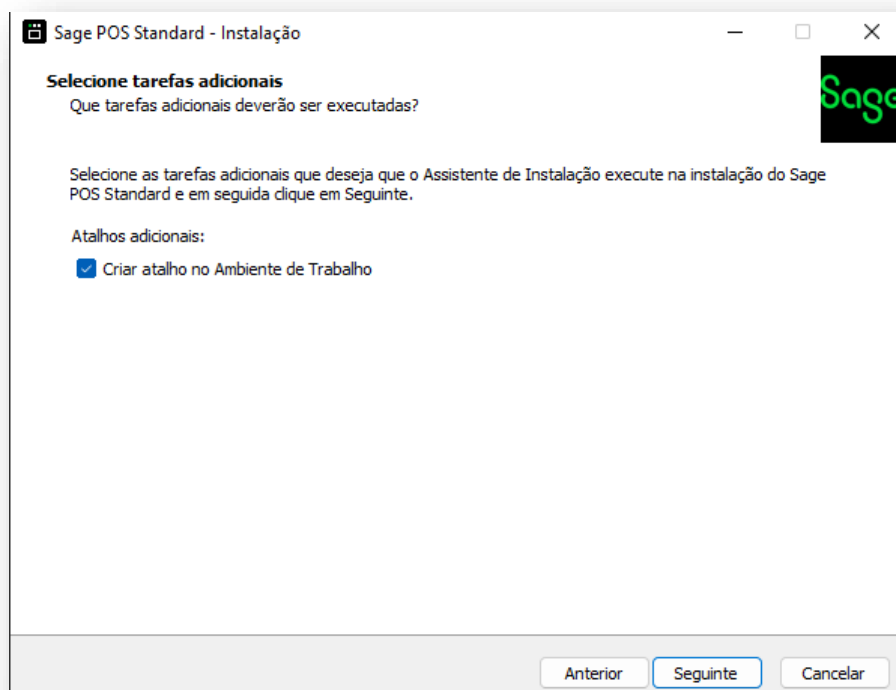 Sage POS Standard - Instalação
Selecione tarefas adicionais
Que tarefas adicionais deverão ser executadas?
Sage
Selecione as tarefas adicionais que deseja que o Assistente de Instalação execute na instalação do Sage
POS Standard e em seguida clique em Seguinte.
Atalhos adicionais:
Criar atalho no Ambiente de Trabalho
Anterior Seguinte Cancelar